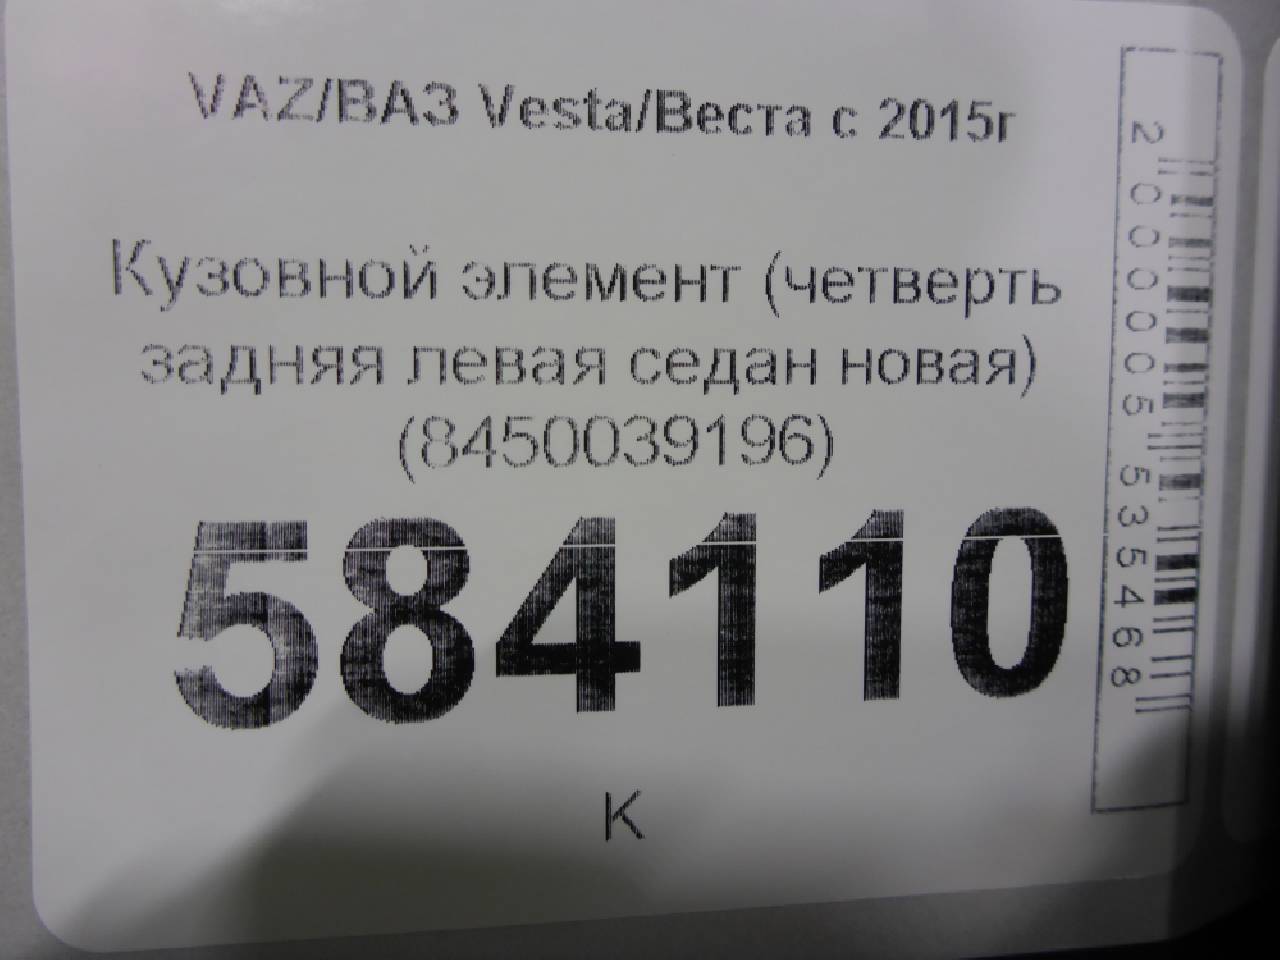 VAZ/ВАЗ Vesta/Веста с 2015г
Кузовной элемент (четверть
задняя левая седан новая)
(8450039196)
584110
К
2000005535468